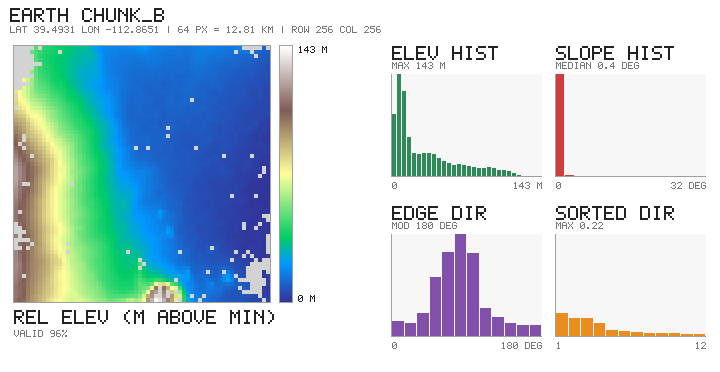 EARTH CHUNK_B
LAT 39.4931 LON -112.8651 | 64 PX = 12.81 KM | ROW 256 COL 256
143 M
0 M
REL ELEV (M ABOVE MIN)
VALID 96%
ELEV HIST
MAX 143 M
0 143 M
SLOPE HIST
MEDIAN 0.4 DEG
0 32 DEG
EDGE DIR
MOD 180 DEG
0 180 DEG
SORTED DIR
MAX 0.22
1 12